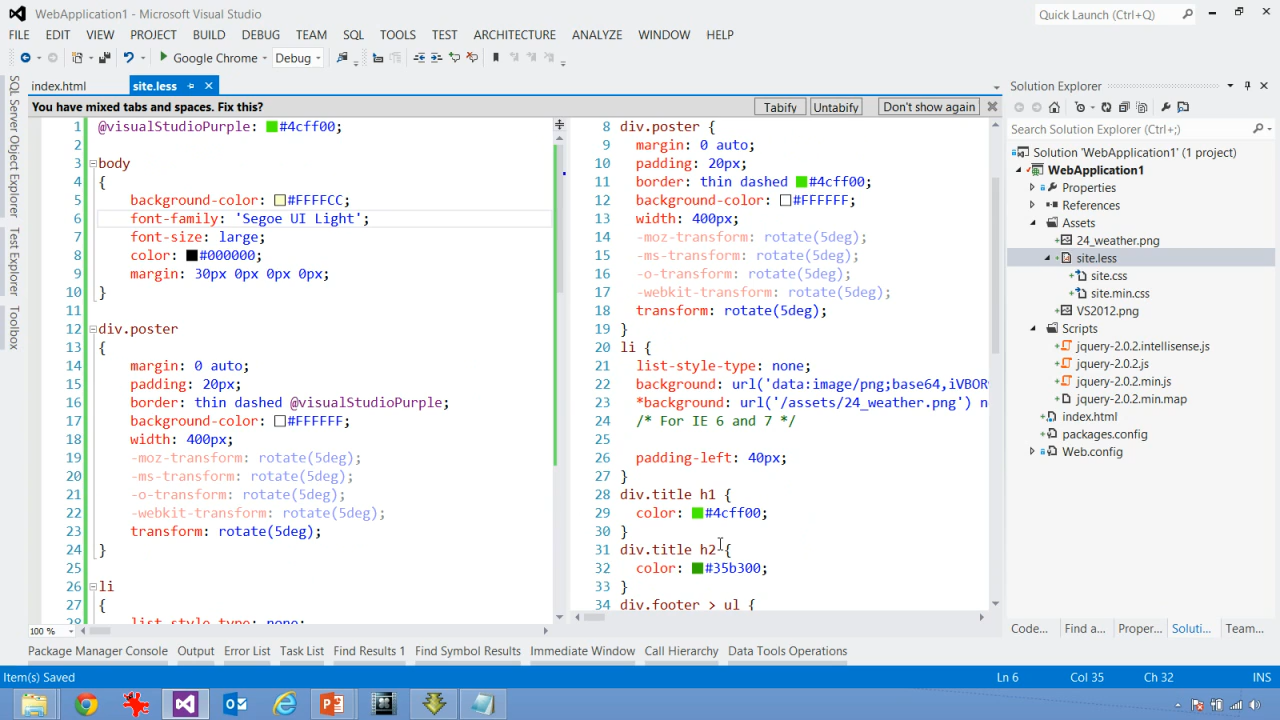 WebApplication1 - Microsoft Visual Studio
Quick Launch (Ctrl+Q)
FILE EDIT VIEW PROJECT BUILD DEBUG TEAM SQL TOOLS TEST ARCHITECTURE ANALYZE WINDOW HELP
Google Chrome Debug
index.html site.less
You have mixed tabs and spaces. Fix this? Tabify Untabify Don't show again
SQL Server Object Explorer
Test Explorer
Toolbox
1 @visualStudioPurple: #4cff00;
2
3 body
4 {
5 background-color: #FFFFCC;
6 font-family: 'Segoe UI Light';
7 font-size: large;
8 color: #000000;
9 margin: 30px 0px 0px 0px;
10 }
11
12 div.poster
13 {
14 margin: 0 auto;
15 padding: 20px;
16 border: thin dashed @visualStudioPurple;
17 background-color: #FFFFFF;
18 width: 400px;
19 -moz-transform: rotate(5deg);
20 -ms-transform: rotate(5deg);
21 -o-transform: rotate(5deg);
22 -webkit-transform: rotate(5deg);
23 transform: rotate(5deg);
24 }
25
26 li
27 {
28 list-style-type: none;
100 %
8 div.poster {
9 margin: 0 auto;
10 padding: 20px;
11 border: thin dashed #4cff00;
12 background-color: #FFFFFF;
13 width: 400px;
14 -moz-transform: rotate(5deg);
15 -ms-transform: rotate(5deg);
16 -o-transform: rotate(5deg);
17 -webkit-transform: rotate(5deg);
18 transform: rotate(5deg);
19 }
20 li {
21 list-style-type: none;
22 background: url('data:image/png;base64,iVBOR
23 *background: url('/assets/24_weather.png') n
24 /* For IE 6 and 7 */
25
26 padding-left: 40px;
27 }
28 div.title h1 {
29 color: #4cff00;
30 }
31 div.title h2 {
32 color: #35b300;
33 }
34 div.footer > ul {
Solution Explorer
Search Solution Explorer (Ctrl+;)
Solution 'WebApplication1' (1 project)
WebApplication1
Properties
References
Assets
24_weather.png
site.less
site.css
site.min.css
VS2012.png
Scripts
jquery-2.0.2.intellisense.js
jquery-2.0.2.js
jquery-2.0.2.min.js
jquery-2.0.2.min.map
index.html
packages.config
Web.config
Code... Find a... Proper... Soluti... Team...
Package Manager Console Output Error List Task List Find Results 1 Find Symbol Results Immediate Window Call Hierarchy Data Tools Operations
Item(s) Saved Ln 6 Col 35 Ch 32 INS